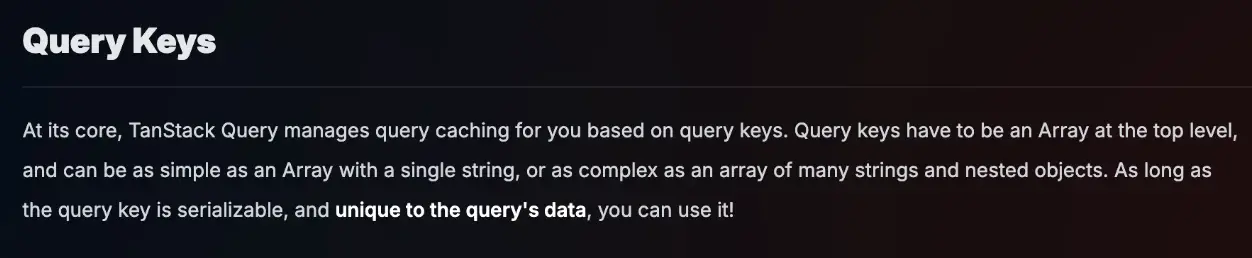 Query Keys
At its core, TanStack Query manages query caching for you based on query keys. Query keys have to be an Array at the top level,
and can be as simple as an Array with a single string, or as complex as an array of many strings and nested objects. As long as
the query key is serializable, and unique to the query's data, you can use it!